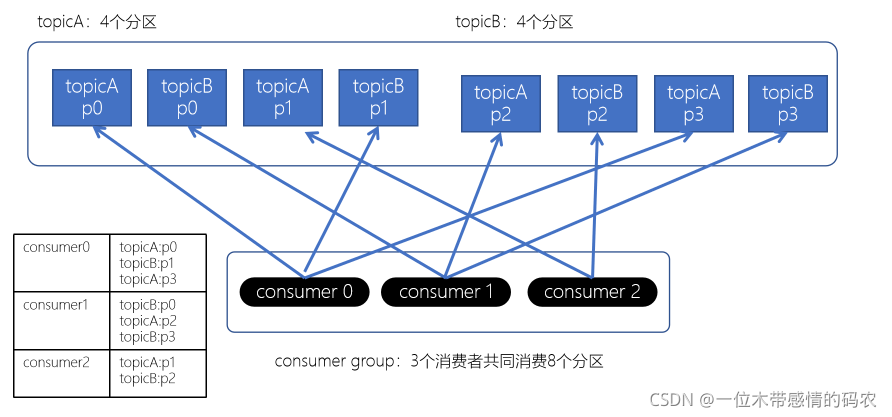 topicA：4个分区
topicB：4个分区
topicA
p0
topicB
p0
topicA
p1
topicB
p1
topicA
p2
topicB
p2
topicA
p3
topicB
p3
consumer0
topicA:p0
topicB:p1
topicA:p3
consumer1
topicB:p0
topicA:p2
topicB:p3
consumer2
topicA:p1
topicB:p2
consumer 0
consumer 1
consumer 2
consumer group：3个消费者共同消费8个分区
CSDN @一位木带感情的码农